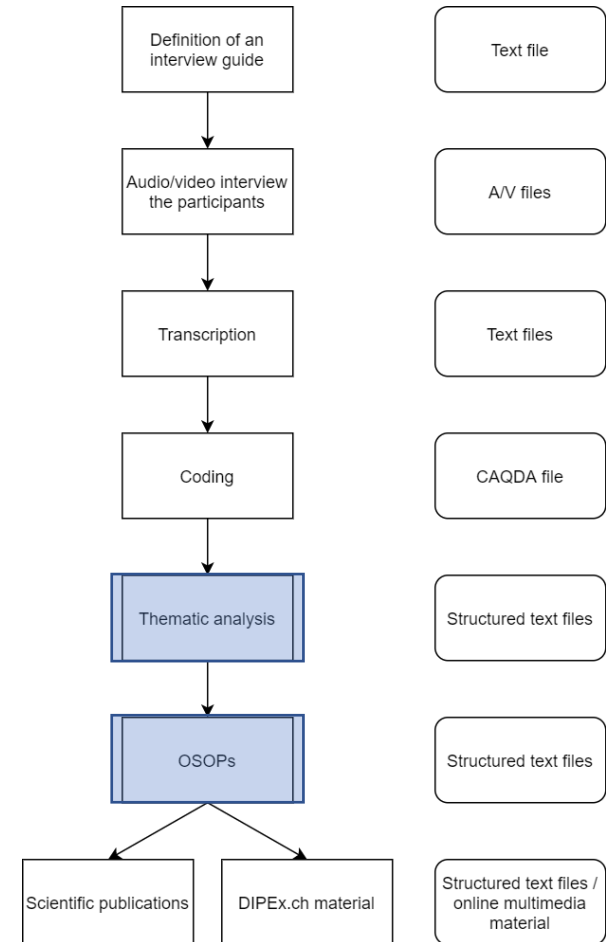 Definition of an
interview guide
Text file
Audio/video interview
the participants
A/V files
Transcription
Text files
Coding
CAQDA file
Thematic analysis
Structured text files
OSOPs
Structured text files
Scientific publications
DIPEx.ch material
Structured text files /
online multimedia
material